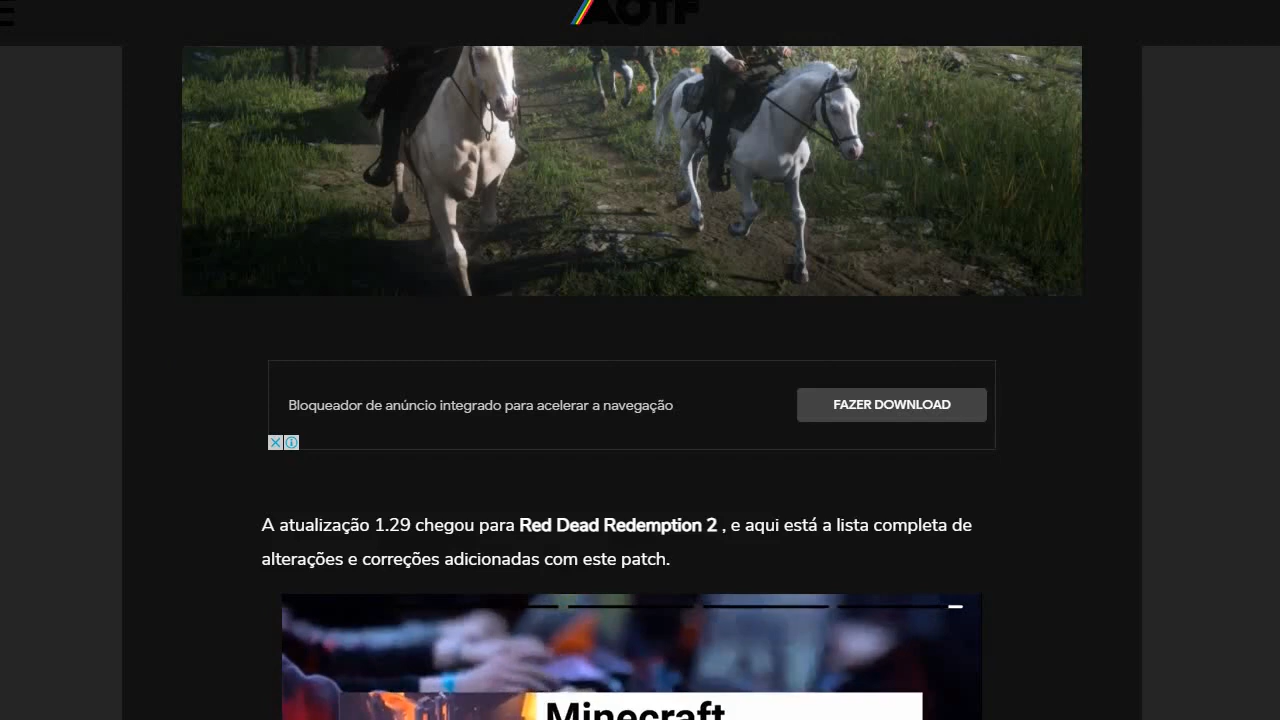 AOTF
Bloqueador de anúncio integrado para acelerar a navegação
FAZER DOWNLOAD
A atualização 1.29 chegou para Red Dead Redemption 2 , e aqui está a lista completa de
alterações e correções adicionadas com este patch.
Minecraft